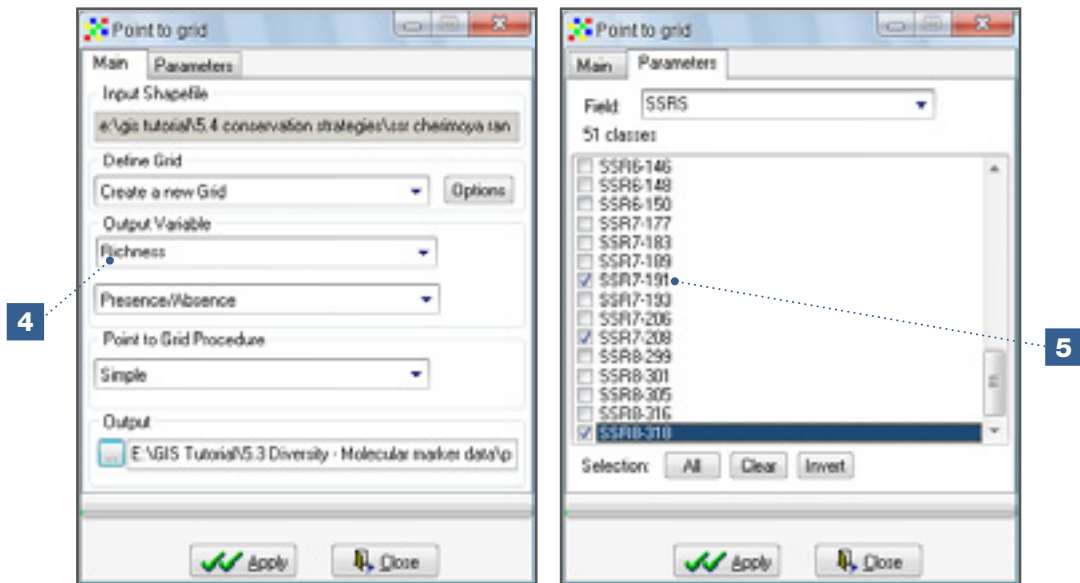 Point to grid
Main Parameters
Input Shapefile
e:\gis tutorial\5.4 conservation strategies\ssr cherimoya ran
Define Grid
Create a new Grid Options
Output Variable
Richness
4
Presence/Absence
Point to Grid Procedure
Simple
Output
... E:\GIS Tutorial\5.3 Diversity - Molecular marker data\p
Apply Close
Point to grid
Main Parameters
Field: SSRS
51 classes
SSR6-146
SSR6-148
SSR6-150
SSR7-177
SSR7-183
SSR7-189
SSR7-191
SSR7-193
SSR7-206
SSR7-208
5
SSR8-299
SSR8-301
SSR8-305
SSR8-316
SSR8-318
Selection: All Clear Invert
Apply Close